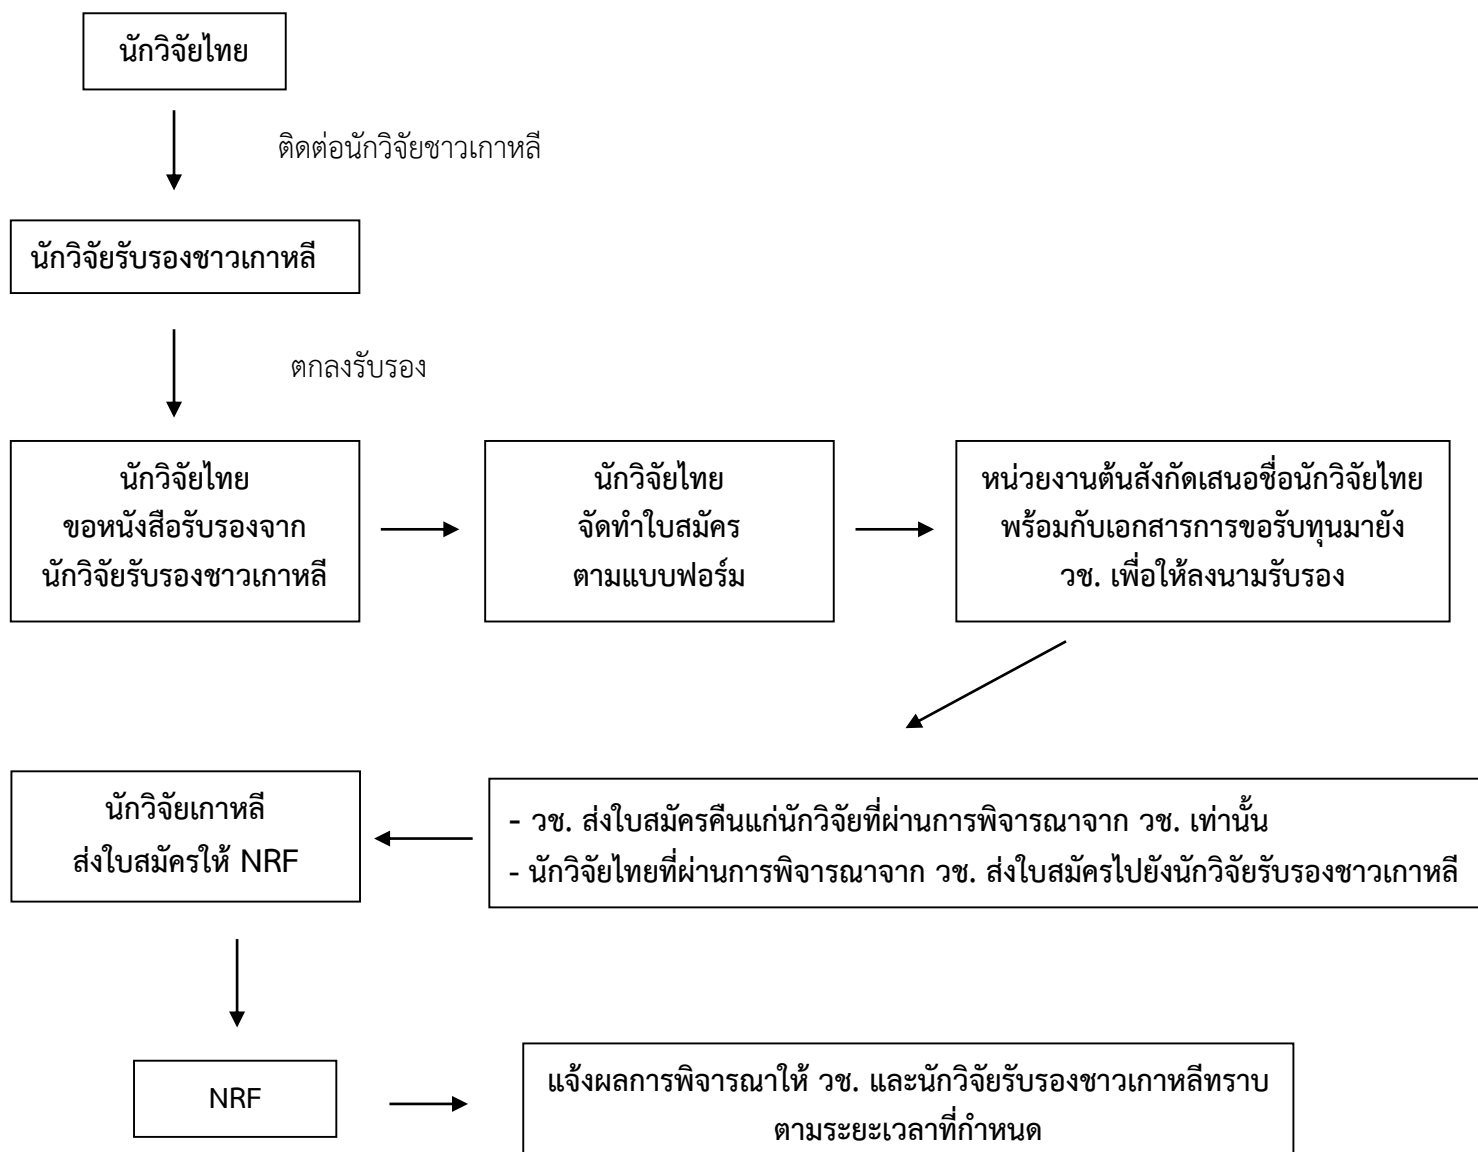 นักวิจัยไทย
ติดต่อนักวิจัยชาวเกาหลี
นักวิจัยรับรองชาวเกาหลี
ตกลงรับรอง
นักวิจัยไทย
ขอหนังสือรับรองจาก
นักวิจัยรับรองชาวเกาหลี
นักวิจัยไทย
จัดทำใบสมัคร
ตามแบบฟอร์ม
หน่วยงานต้นสังกัดเสนอชื่อนักวิจัยไทย
พร้อมกับเอกสารการขอรับทุนมายัง
วช. เพื่อให้ลงนามรับรอง
- วช. ส่งใบสมัครคืนแก่นักวิจัยที่ผ่านการพิจารณาจาก วช. เท่านั้น
- นักวิจัยไทยที่ผ่านการพิจารณาจาก วช. ส่งใบสมัครไปยังนักวิจัยรับรองชาวเกาหลี
นักวิจัยเกาหลี
ส่งใบสมัครให้ NRF
NRF
แจ้งผลการพิจารณาให้ วช. และนักวิจัยรับรองชาวเกาหลีทราบ
ตามระยะเวลาที่กำหนด